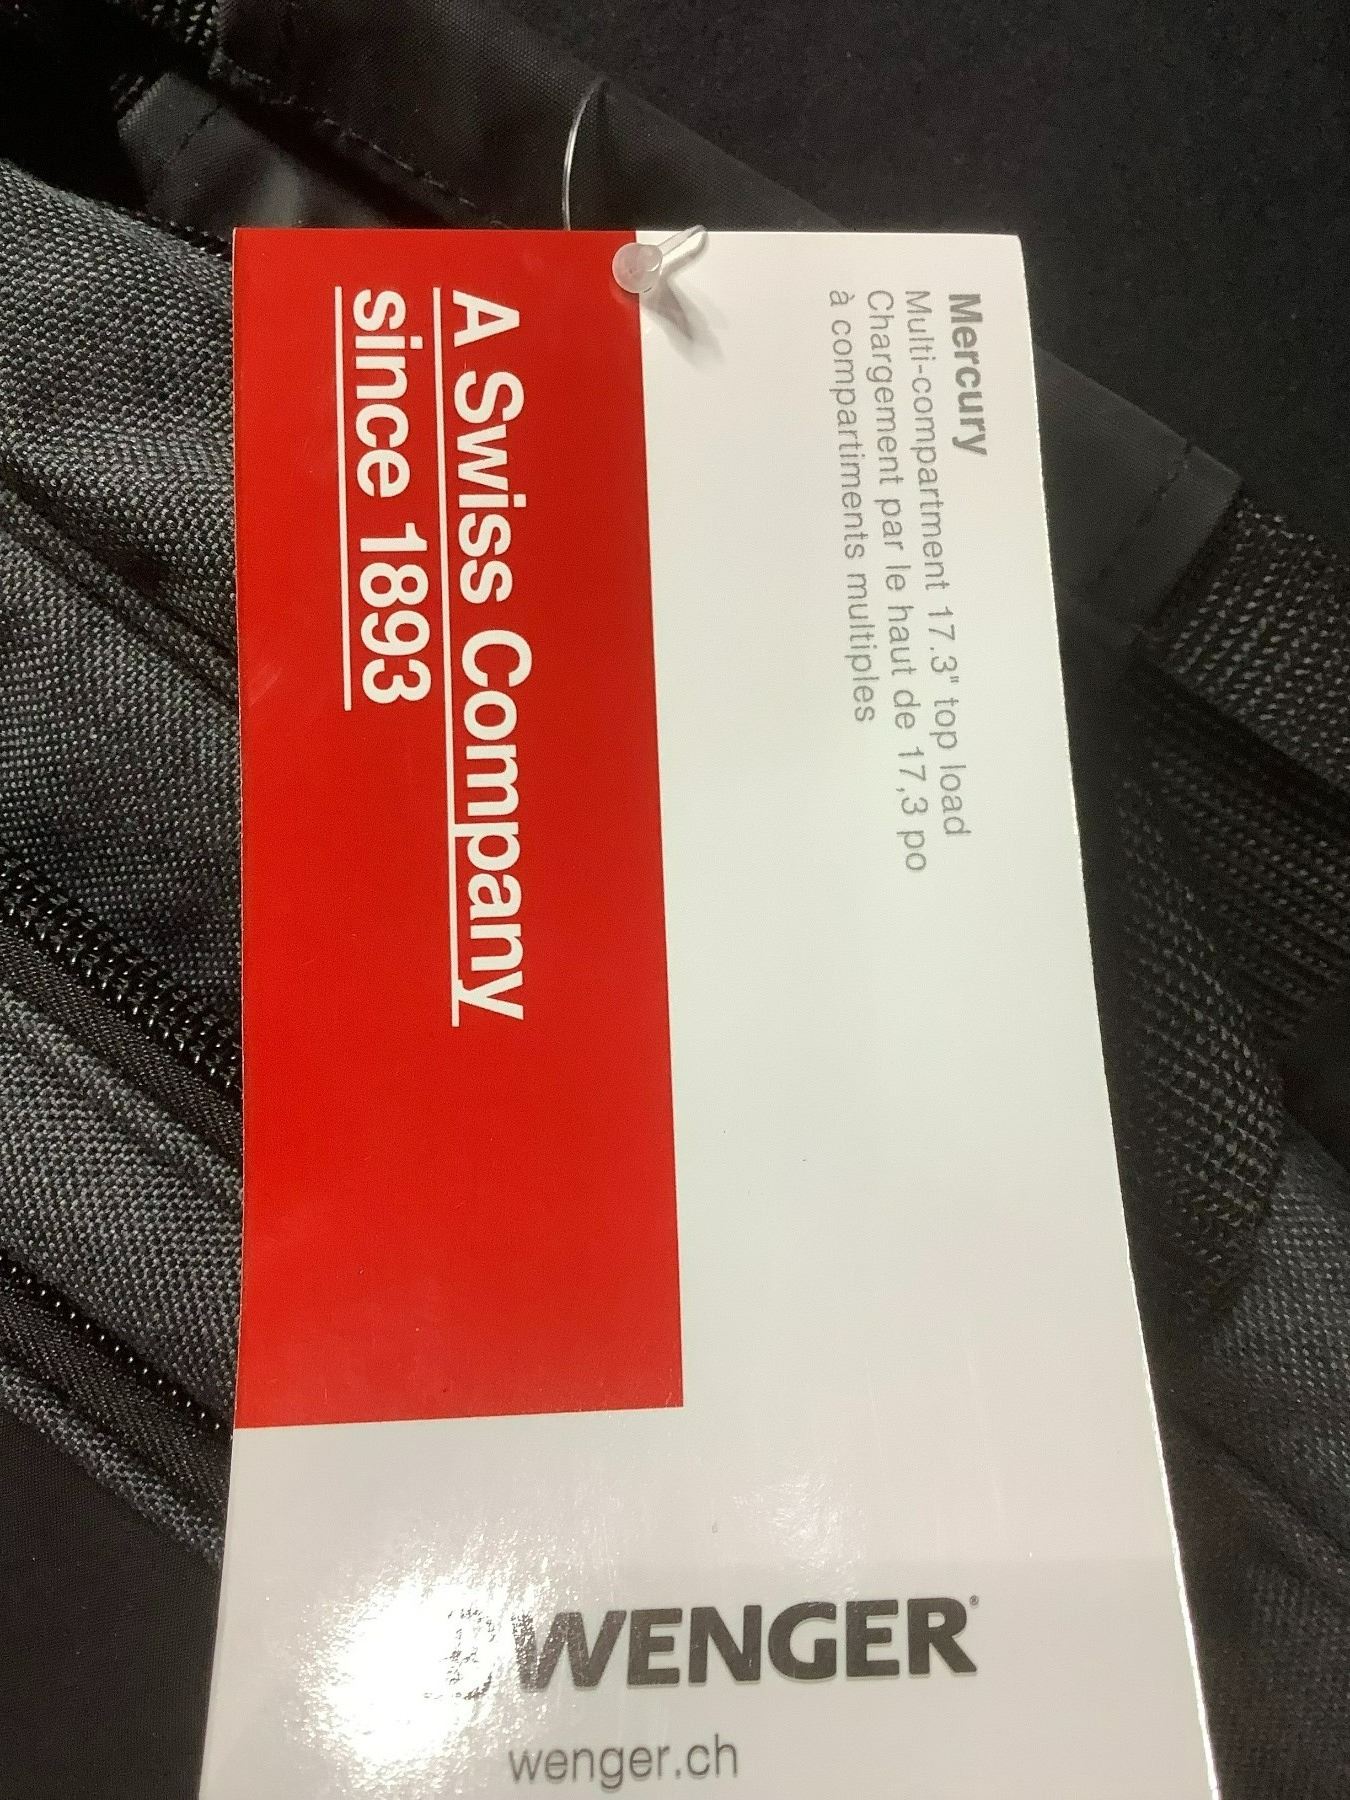 Mercury
Multi-compartment 17.3" top load
Chargement par le haut de 17,3 po
à compartiments multiples
A Swiss Company
since 1893
WENGER®
wenger.ch